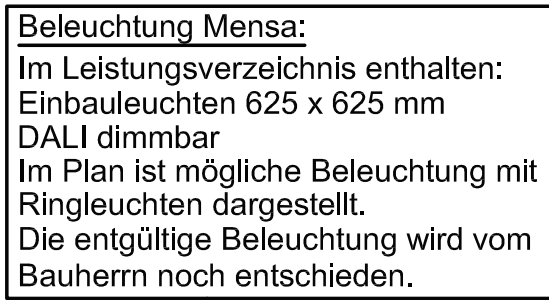 Beleuchtung Mensa:
Im Leistungsverzeichnis enthalten:
Einbauleuchten 625 x 625 mm
DALI dimmbar
Im Plan ist mögliche Beleuchtung mit
Ringleuchten dargestellt.
Die entgültige Beleuchtung wird vom
Bauherrn noch entschieden.